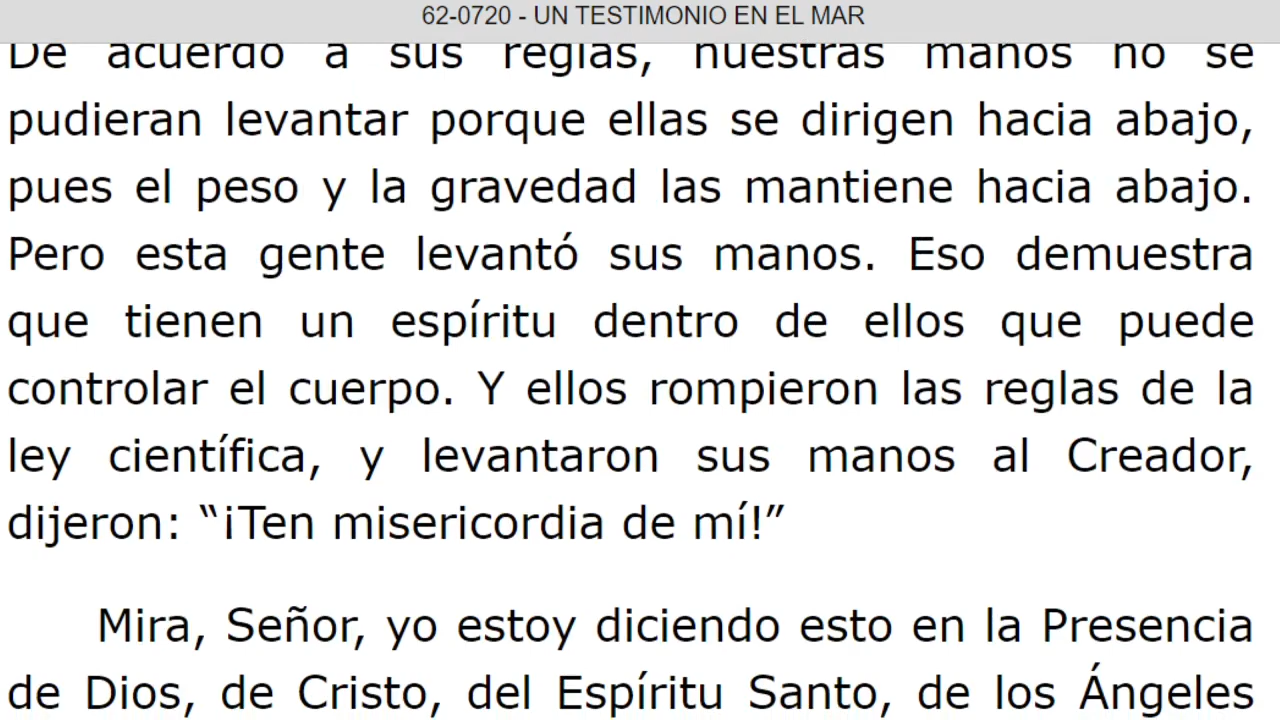 62-0720 - UN TESTIMONIO EN EL MAR
De acuerdo a sus reglas, nuestras manos no se
pudieran levantar porque ellas se dirigen hacia abajo,
pues el peso y la gravedad las mantiene hacia abajo.
Pero esta gente levantó sus manos. Eso demuestra
que tienen un espíritu dentro de ellos que puede
controlar el cuerpo. Y ellos rompieron las reglas de la
ley científica, y levantaron sus manos al Creador,
dijeron: “¡Ten misericordia de mí!”
Mira, Señor, yo estoy diciendo esto en la Presencia
de Dios, de Cristo, del Espíritu Santo, de los Ángeles